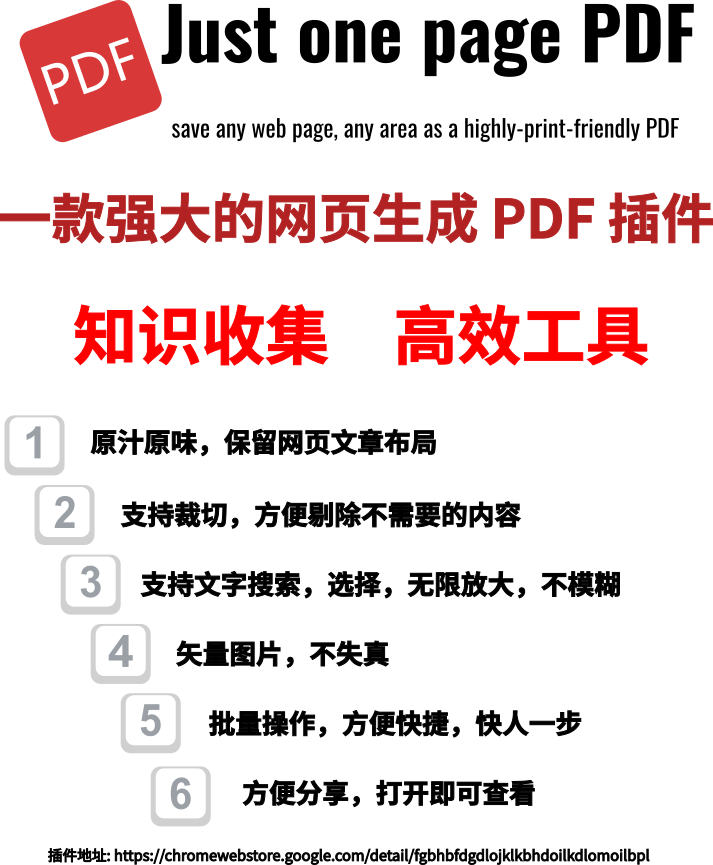 PDF
Just one page PDF
save any web page, any area as a highly-print-friendly PDF
一款强大的网页生成 PDF 插件
知识收集 高效工具
1 原汁原味，保留网页文章布局
2 支持裁切，方便剔除不需要的内容
3 支持文字搜索，选择，无限放大，不模糊
4 矢量图片，不失真
5 批量操作，方便快捷，快人一步
6 方便分享，打开即可查看
插件地址: https://chromewebstore.google.com/detail/fgbhbfdgdlojklkbhdoilkdlomoilbpl